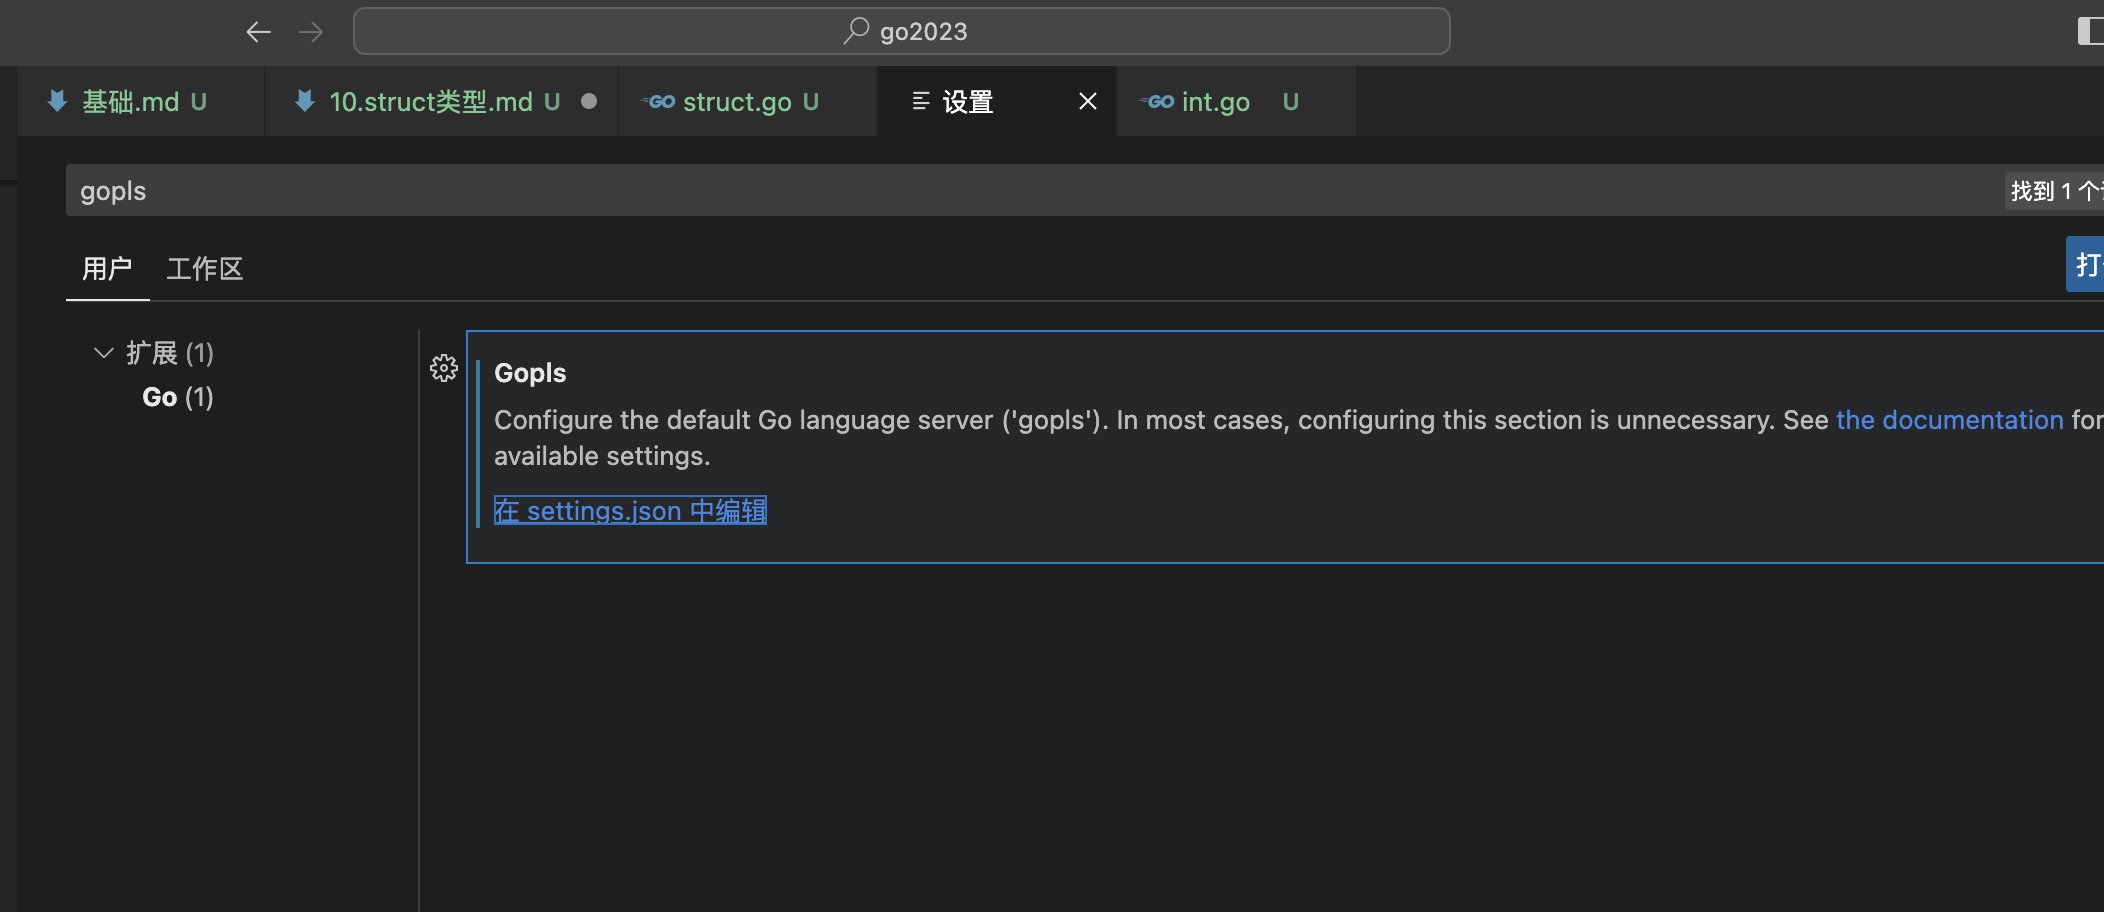 go2023
基础.md U
10.struct类型.md U
GO struct.go U
设置
GO int.go U
gopls
找到 1 个
用户
工作区
打
扩展 (1)
Go (1)
Gopls
Configure the default Go language server ('gopls'). In most cases, configuring this section is unnecessary. See the documentation for
available settings.
在 settings.json 中编辑